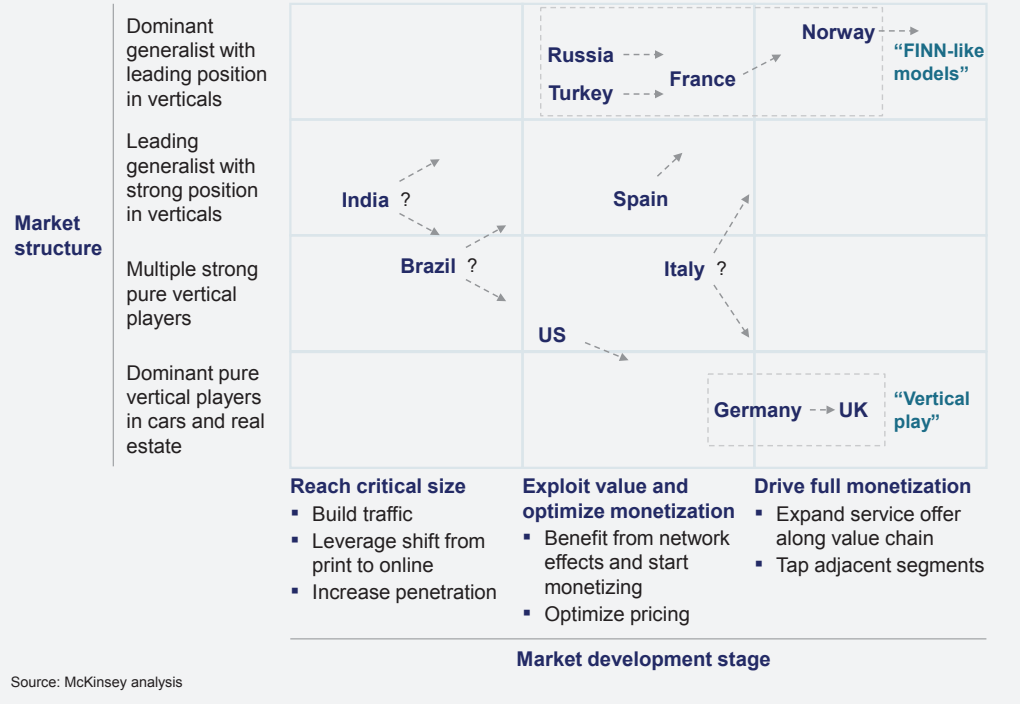 Market
structure
Dominant
generalist with
leading position
in verticals
Leading
generalist with
strong position
in verticals
Multiple strong
pure vertical
players
Dominant pure
vertical players
in cars and real
estate
Norway
Russia
Turkey
France
“FINN-like
models”
India ?
Spain
Brazil ?
Italy ?
US
Germany
UK
“Vertical
play”
Reach critical size
▪ Build traffic
▪ Leverage shift from
print to online
▪ Increase penetration
Exploit value and
optimize monetization
▪ Benefit from network
effects and start
monetizing
▪ Optimize pricing
Drive full monetization
▪ Expand service offer
along value chain
▪ Tap adjacent segments
Market development stage
Source: McKinsey analysis